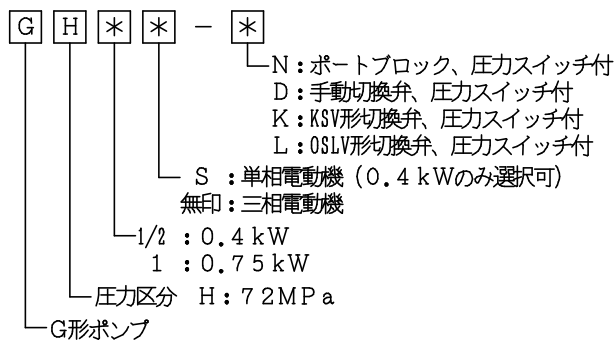 GH＊＊－＊
N：ポートブロック、圧力スイッチ付
D：手動切換弁、圧力スイッチ付
K：KSV形切換弁、圧力スイッチ付
L：OSLV形切換弁、圧力スイッチ付
S：単相電動機（0.4kWのみ選択可）
無印：三相電動機
1/2：0.4kW
1：0.75kW
圧力区分 H：72MPa
G形ポンプ